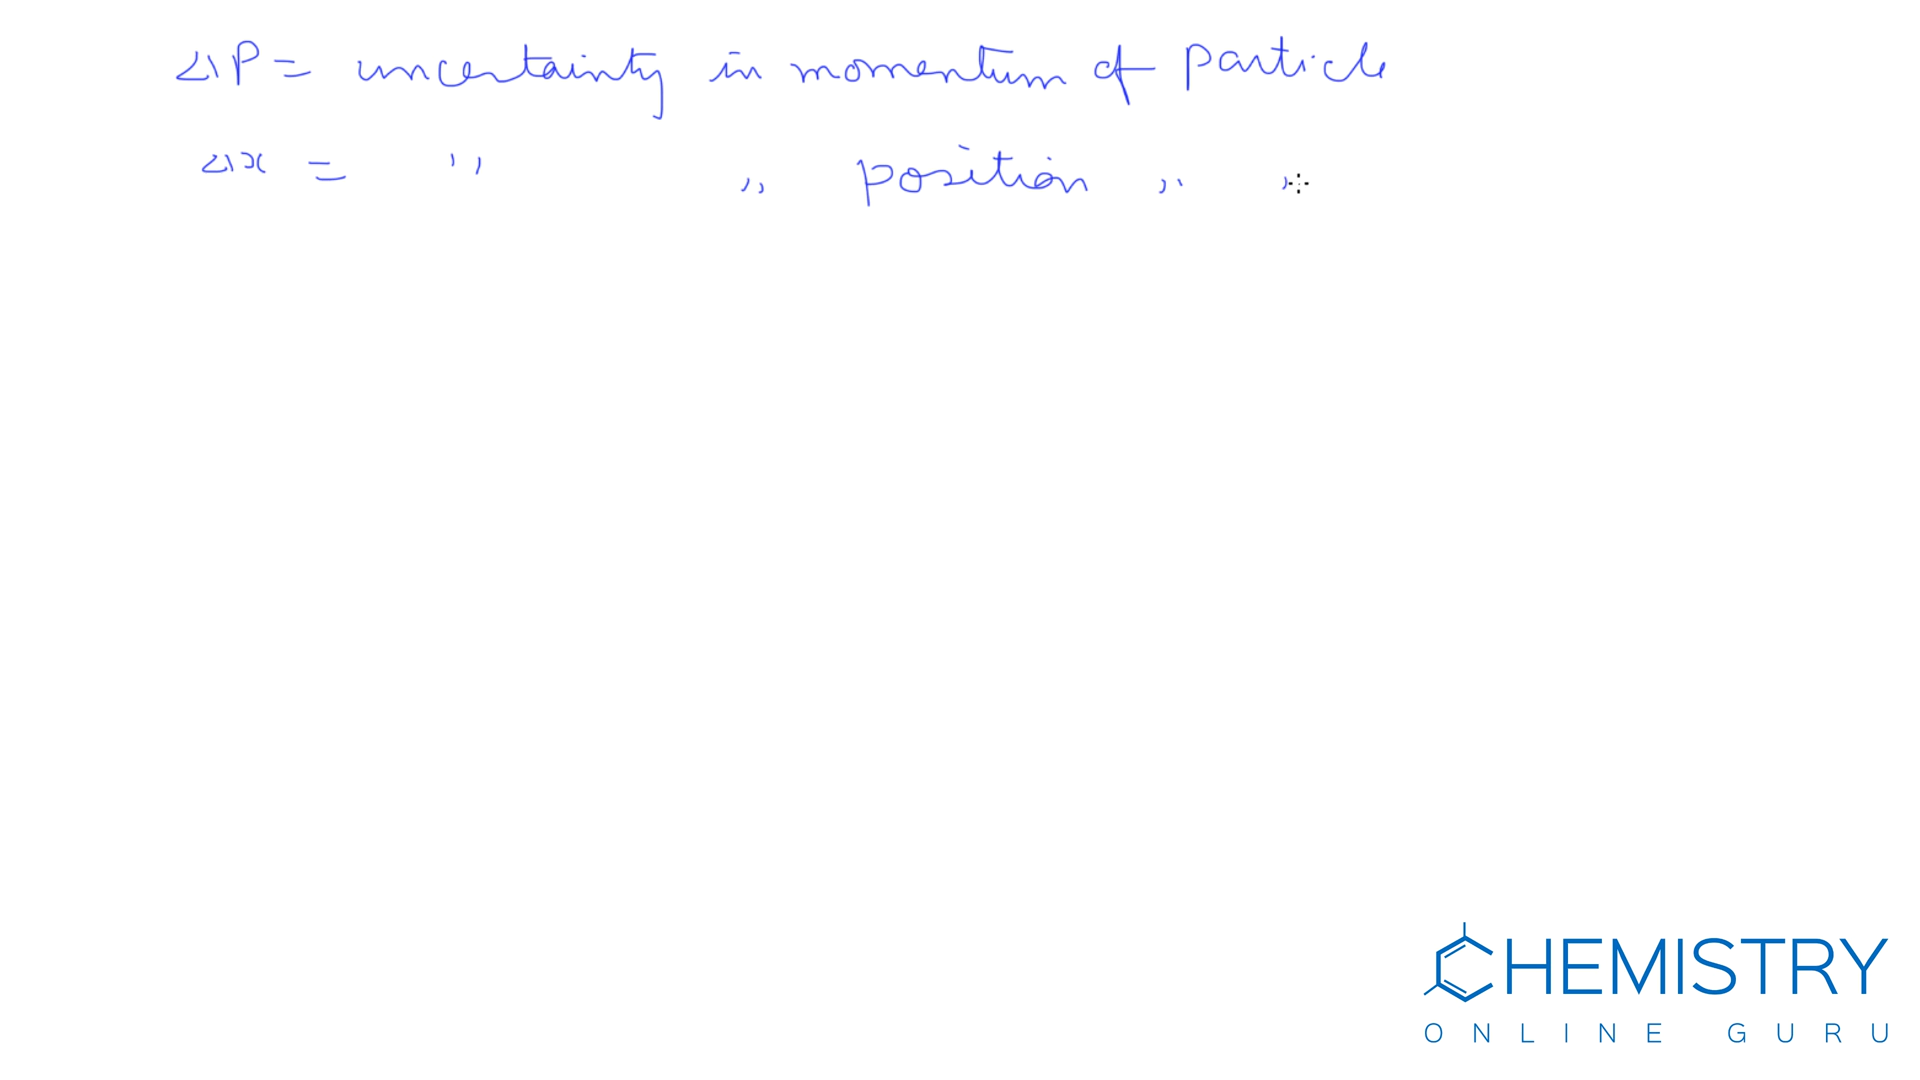 ΔP = uncertainty in momentum of particle
Δx = " " position " "
CHEMISTRY
ONLINE GURU